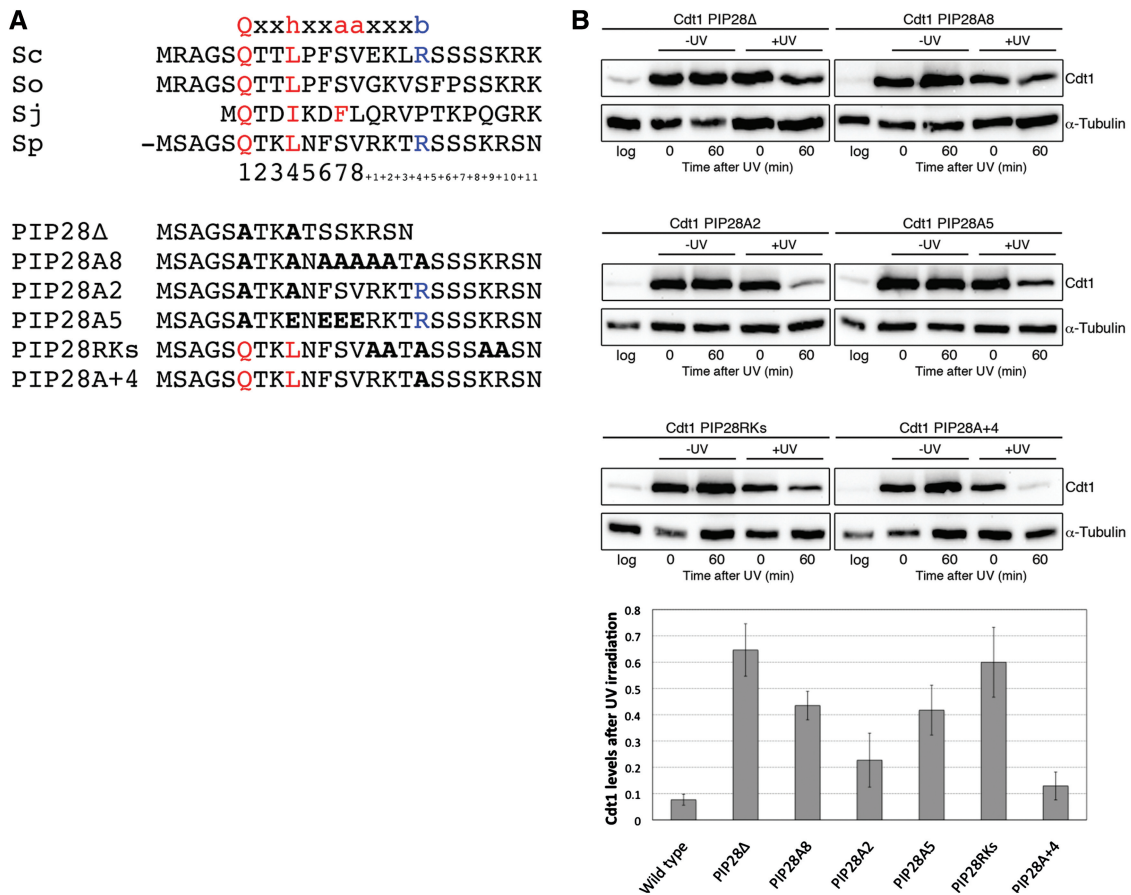 A
QxxhxxaaxxxxB
Sc MRAGSQTTLPFSVEKLRSSSSKRK
So MRAGSQTTLPFSVGKVSFPSSKRK
Sj MQTDIKDFLQRVPTKPQGRK
Sp -MSAGSQTKLNFSVRKTRSSSKRSN
12345678+1+2+3+4+5+6+7+8+9+10+11
PIP28Δ MSAGSATKATSSKRSN
PIP28A8 MSAGSATKANAAAAATASSSKRSN
PIP28A2 MSAGSATKANFSVRKTRSSSKRSN
PIP28A5 MSAGSATKENEEERKTRSSSKRSN
PIP28RKs MSAGSQTKLNFSVAATASSSAASN
PIP28A+4 MSAGSQTKLNFSVRKTASSSKRSN
B
Cdt1 PIP28Δ Cdt1 PIP28A8
-UV +UV -UV +UV
Cdt1
α-Tubulin
log 0 60 0 60 log 0 60 0 60
Time after UV (min) Time after UV (min)
Cdt1 PIP28A2 Cdt1 PIP28A5
-UV +UV -UV +UV
Cdt1
α-Tubulin
log 0 60 0 60 log 0 60 0 60
Time after UV (min) Time after UV (min)
Cdt1 PIP28RKs Cdt1 PIP28A+4
-UV +UV -UV +UV
Cdt1
α-Tubulin
log 0 60 0 60 log 0 60 0 60
Time after UV (min) Time after UV (min)
Cdt1 levels after UV irradiation
0.8
0.7
0.6
0.5
0.4
0.3
0.2
0.1
0
Wild type PIP28Δ PIP28A8 PIP28A2 PIP28A5 PIP28RKs PIP28A+4